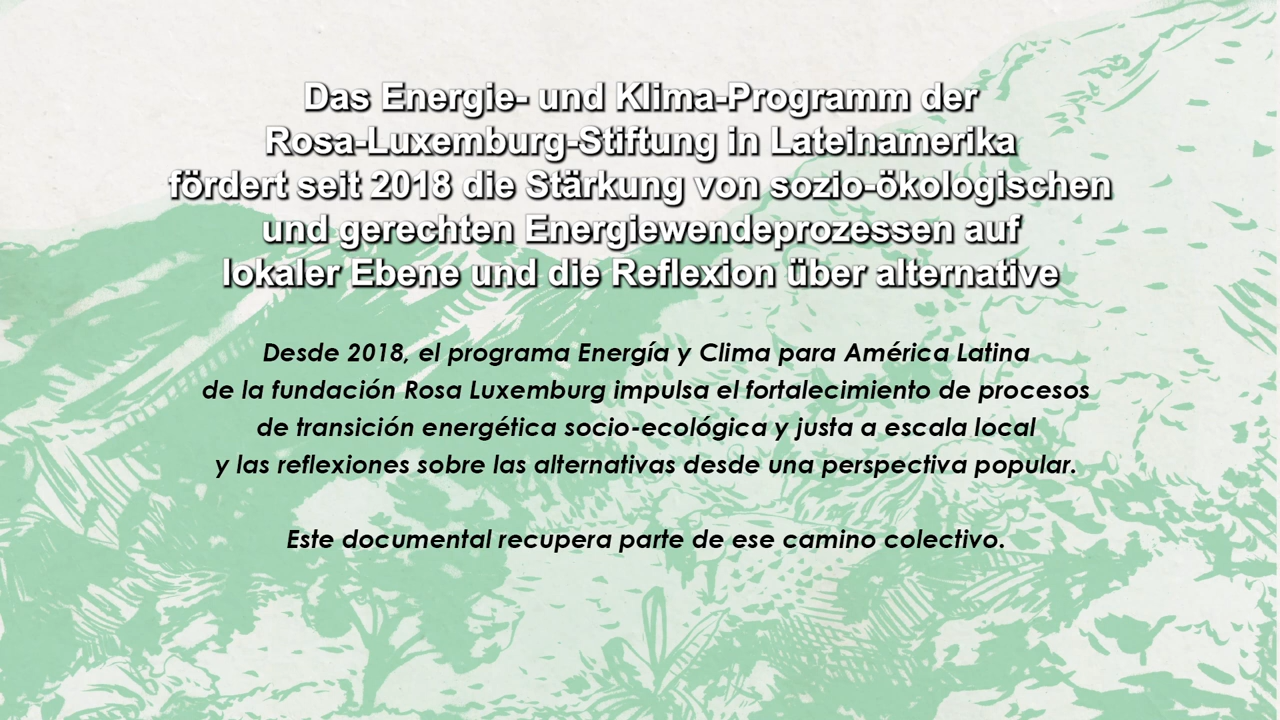 Das Energie- und Klima-Programm der
Rosa-Luxemburg-Stiftung in Lateinamerika
fördert seit 2018 die Stärkung von sozio-ökologischen
und gerechten Energiewendeprozessen auf
lokaler Ebene und die Reflexion über alternative
Desde 2018, el programa Energía y Clima para América Latina
de la fundación Rosa Luxemburg impulsa el fortalecimiento de procesos
de transición energética socio-ecológica y justa a escala local
y las reflexiones sobre las alternativas desde una perspectiva popular.
Este documental recupera parte de ese camino colectivo.